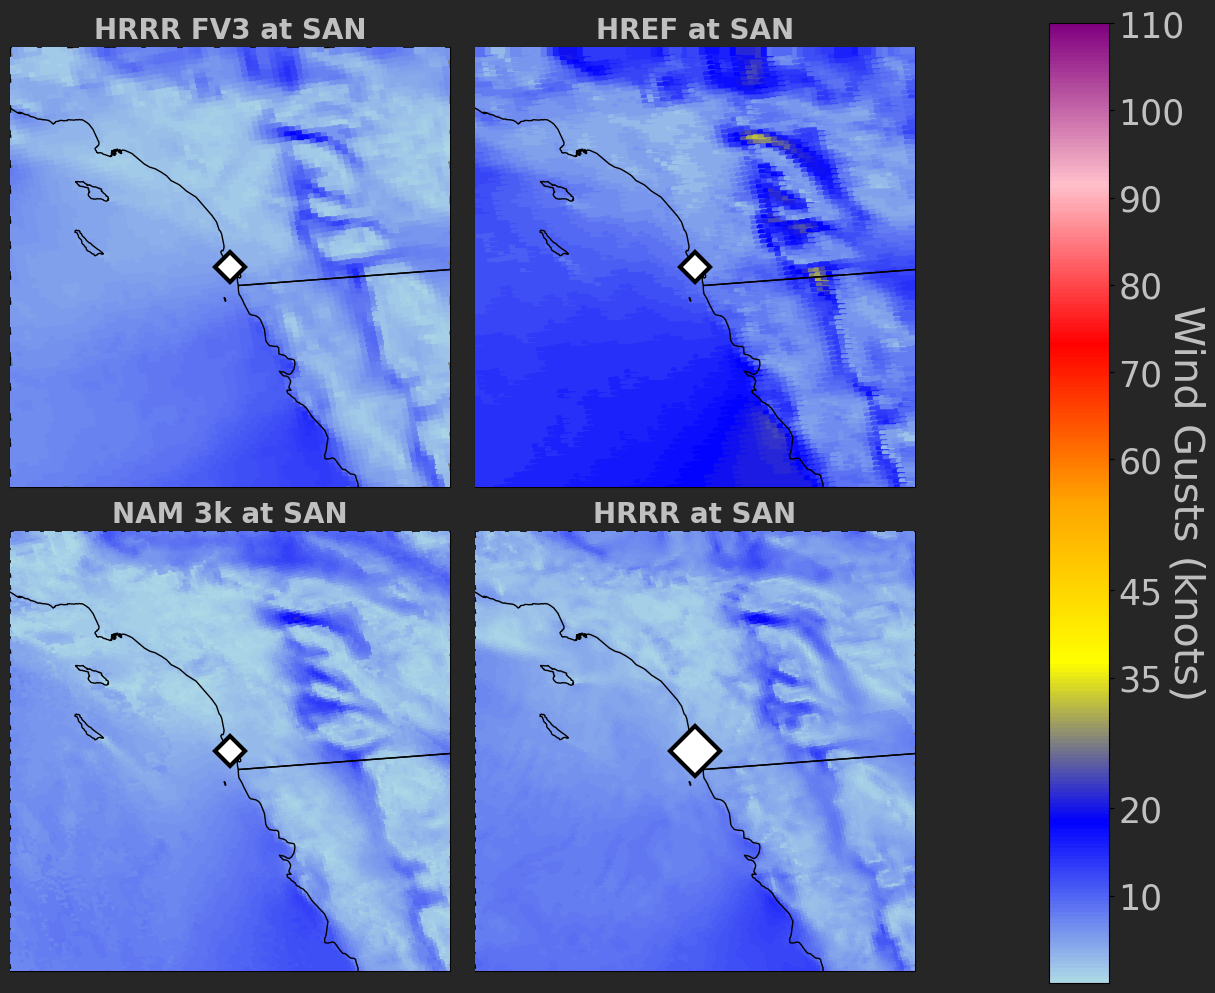 HRRR FV3 at SAN
HREF at SAN
NAM 3k at SAN
HRRR at SAN
110
100
90
80
70
60
45
35
20
10
Wind Gusts (knots)